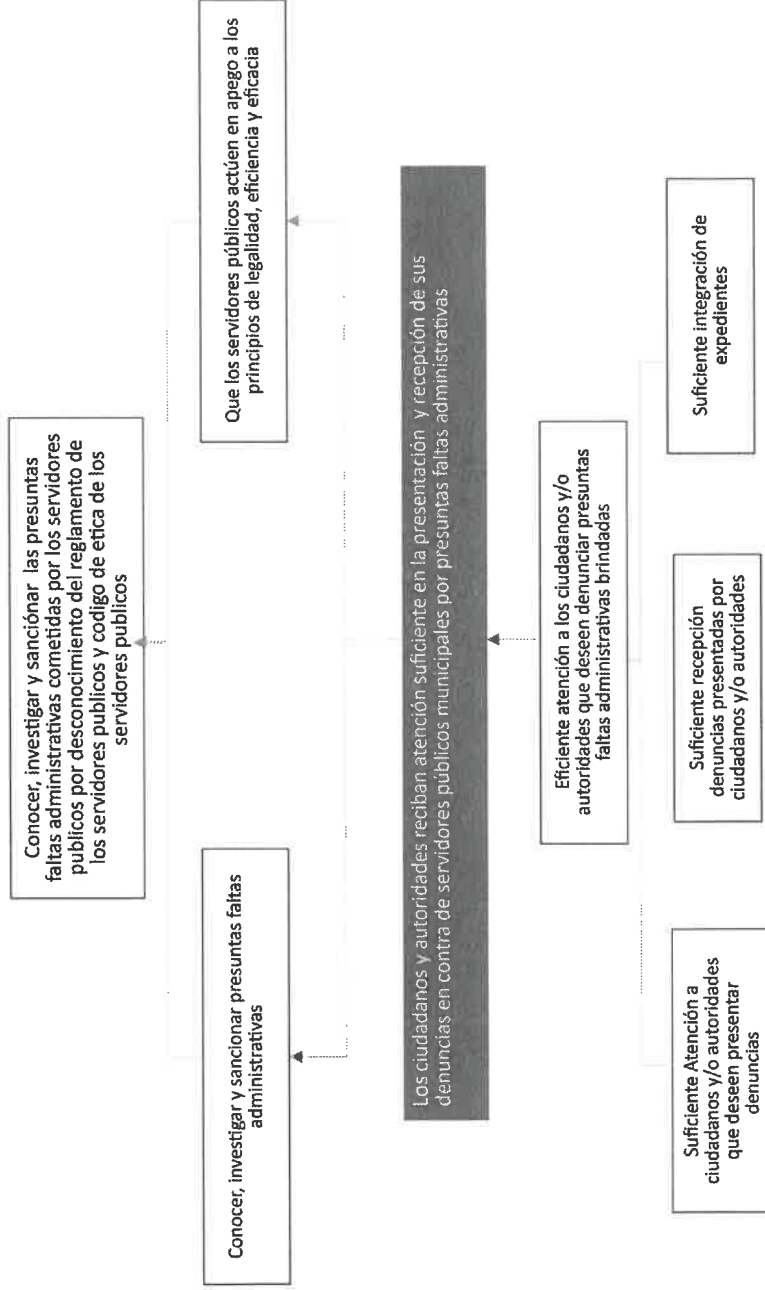 Conocer, investigar y sanciónar las presuntas
faltas administrativas cometidas por los servidores
publicos por desconocimiento del reglamento de
los servidores publicos y codigo de etica de los
servidores publicos
Conocer, investigar y sancionar presuntas faltas
administrativas
Que los servidores públicos actúen en apego a los
principios de legalidad, eficiencia y eficacia
Los ciudadanos y autoridades reciban atención suficiente en la presentación y recepción de sus
denuncias en contra de servidores públicos municipales por presuntas faltas administrativas
Eficiente atención a los ciudadanos y/o
autoridades que deseen denunciar presuntas
faltas administrativas brindadas
Suficiente Atención a
ciudadanos y/o autoridades
que deseen presentar
denuncias
Suficiente recepción
denuncias presentadas por
ciudadanos y/o autoridades
Suficiente integración de
expedientes